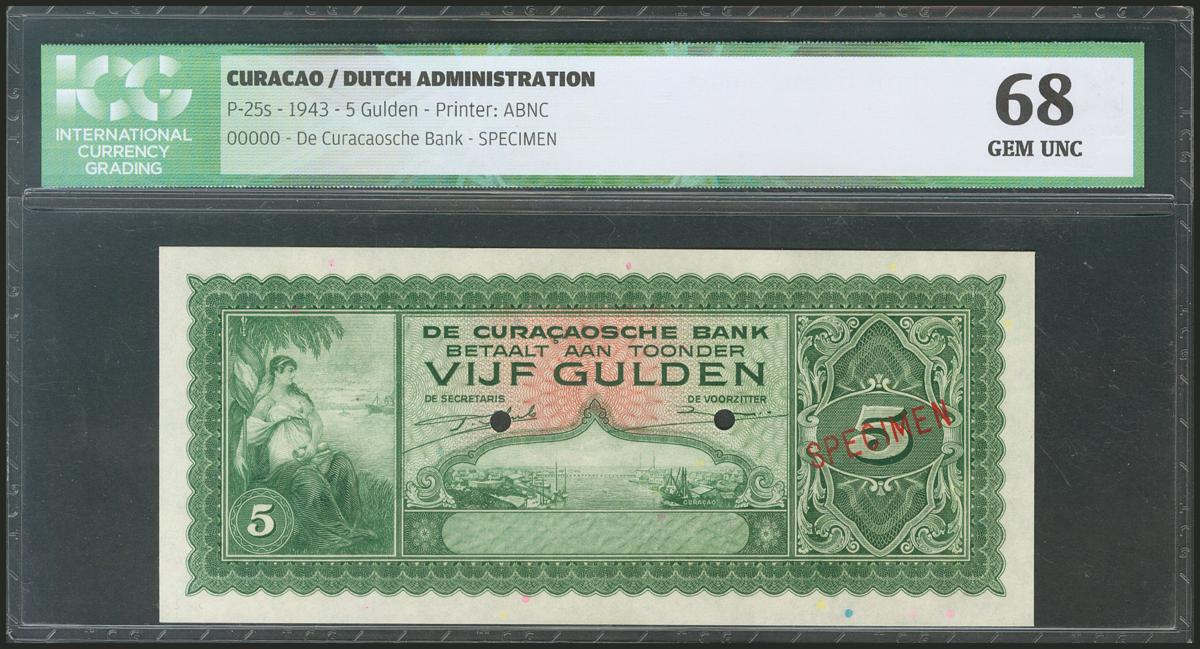 ICG
INTERNATIONAL
CURRENCY
GRADING
CURACAO / DUTCH ADMINISTRATION
P-25s - 1943 - 5 Gulden - Printer: ABNC
00000 - De Curacaosche Bank - SPECIMEN
68
GEM UNC
DE CURAÇAOSCHE BANK
BETAALT AAN TOONDER
VIJF GULDEN
DE SECRETARIS
DE VOORZITTER
5
SPECIMEN
CURAÇAO
5